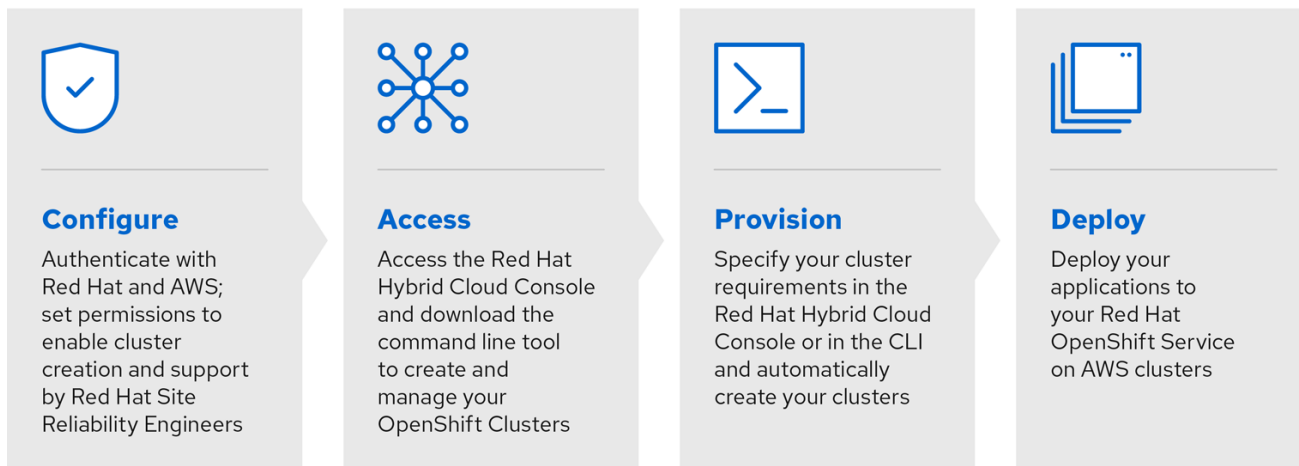 Configure
Authenticate with
Red Hat and AWS;
set permissions to
enable cluster
creation and support
by Red Hat Site
Reliability Engineers
Access
Access the Red Hat
Hybrid Cloud Console
and download the
command line tool
to create and
manage your
OpenShift Clusters
Provision
Specify your cluster
requirements in the
Red Hat Hybrid Cloud
Console or in the CLI
and automatically
create your clusters
Deploy
Deploy your
applications to
your Red Hat
OpenShift Service
on AWS clusters